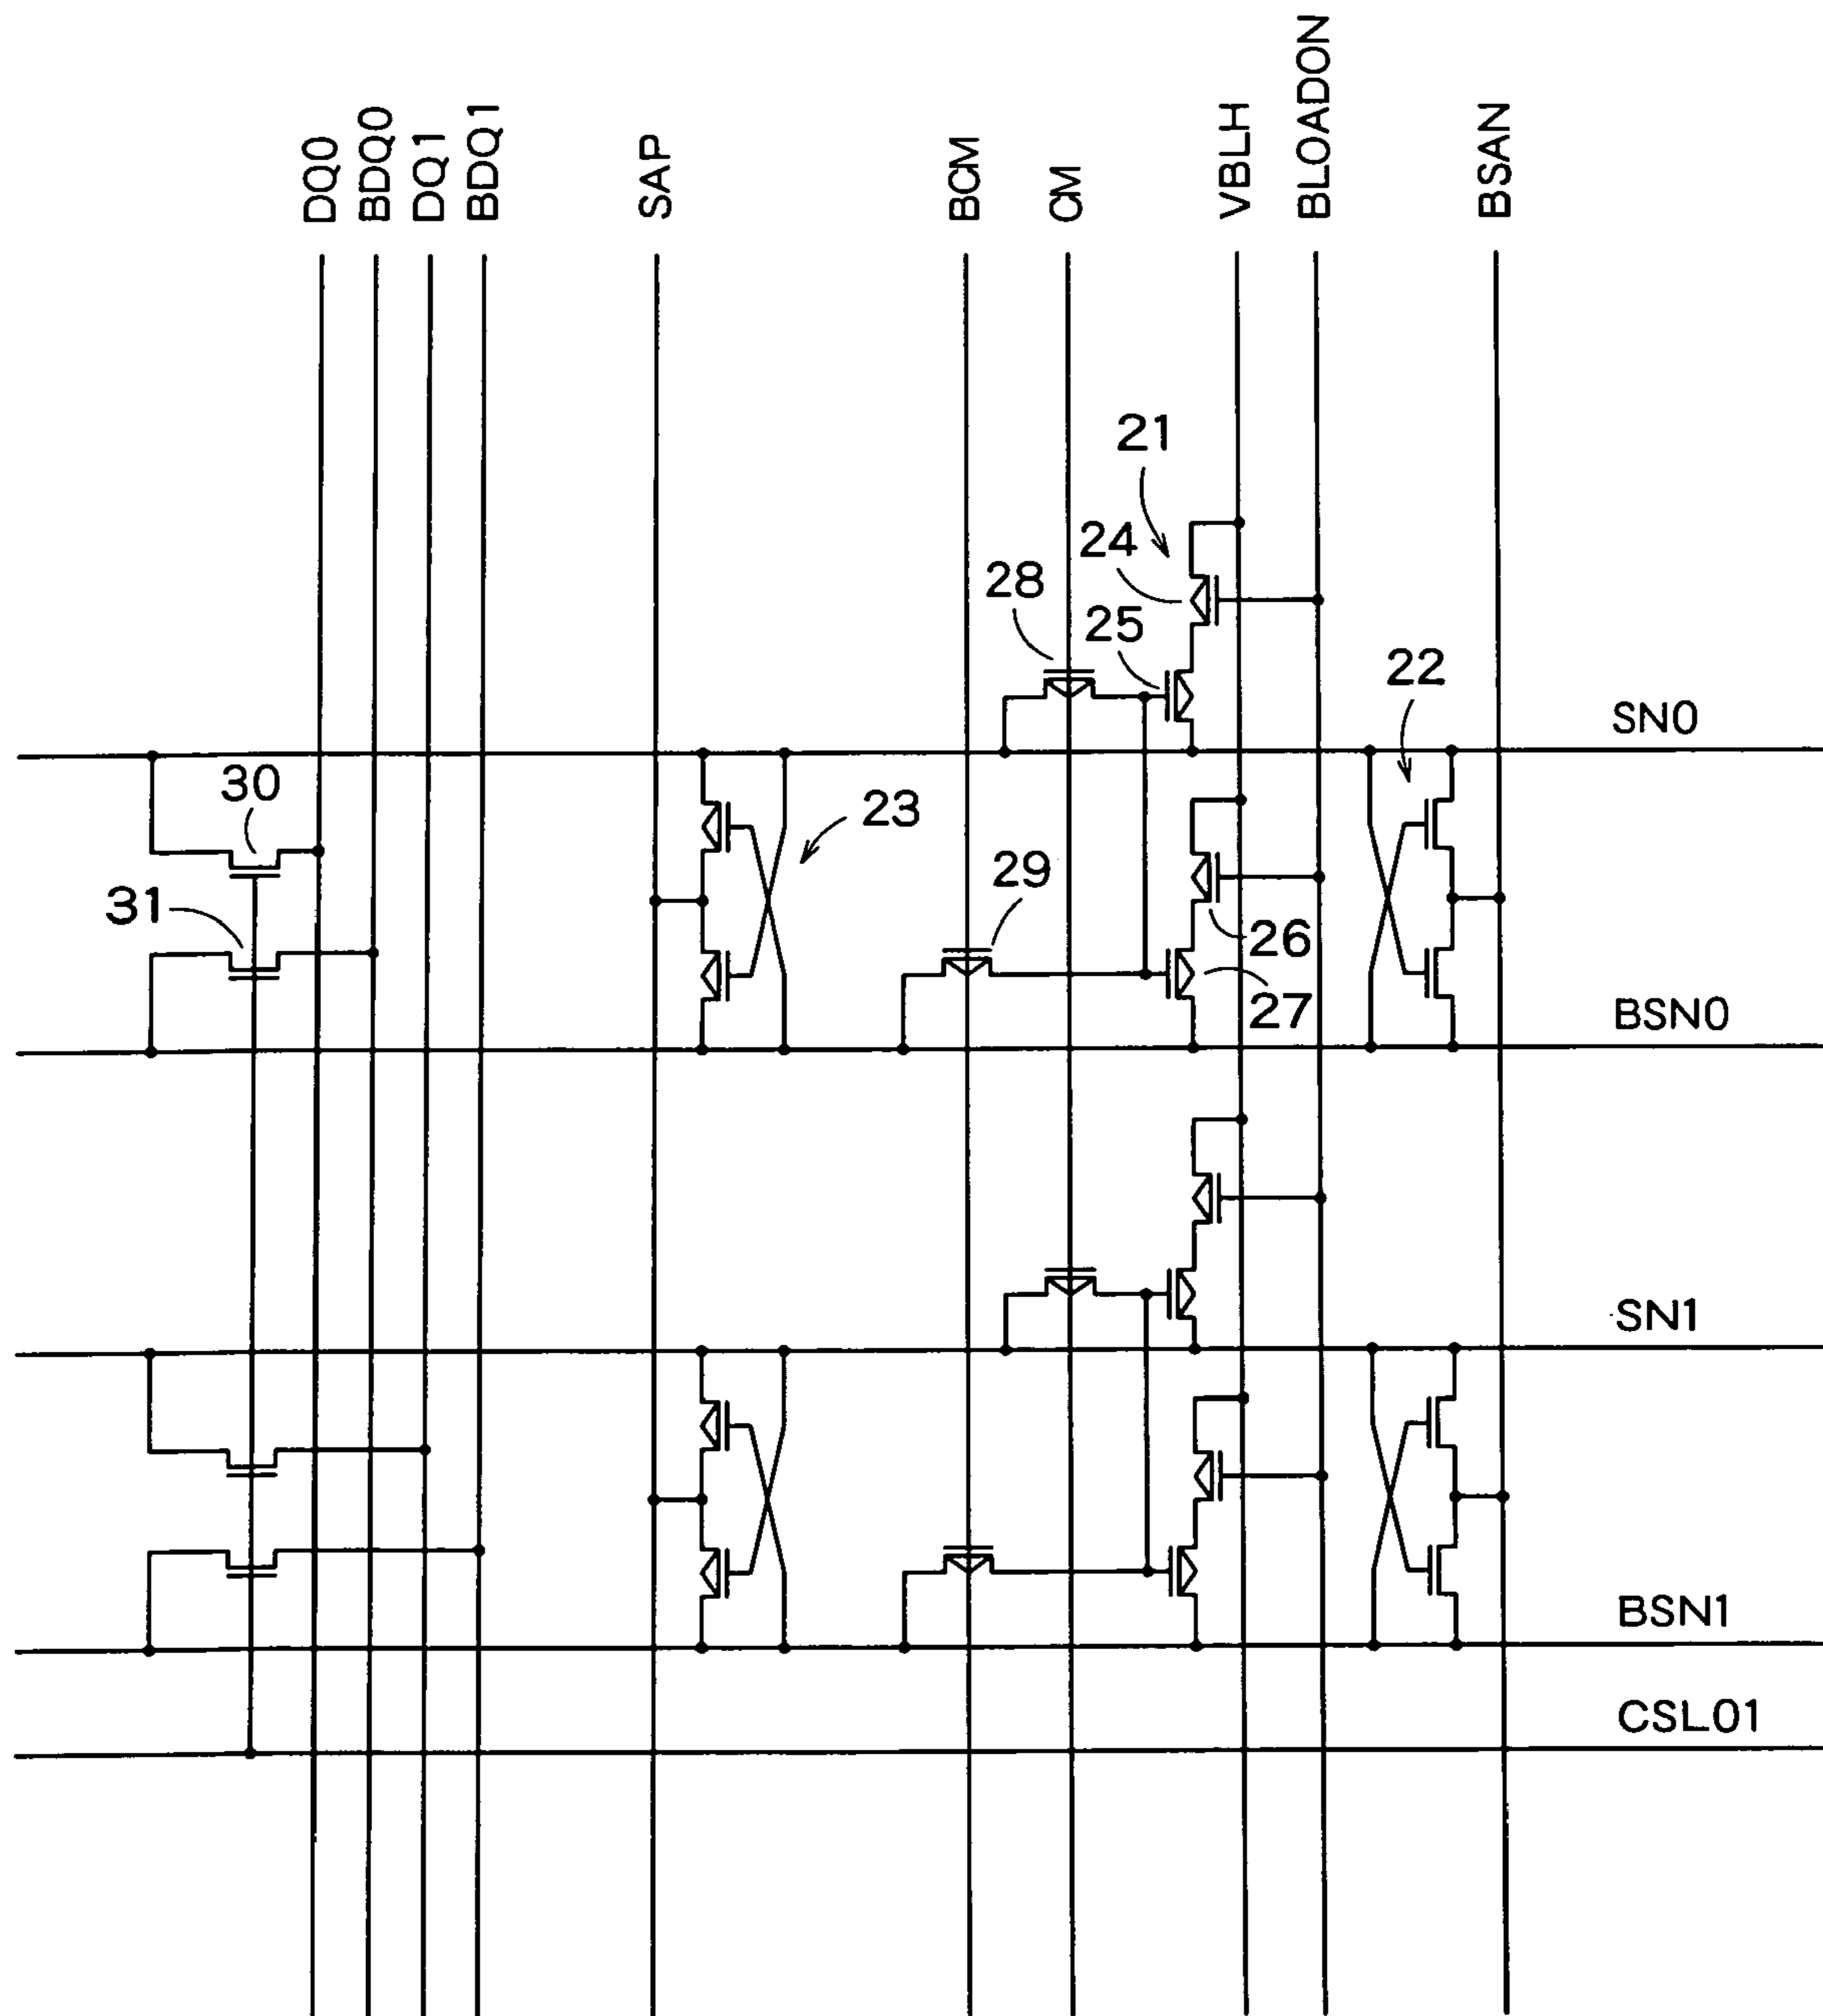 DQ0
BDQ0
DQ1
BDQ1
SAP
BCM
CM
VBLH
BLOADON
BSAN
21
24
28
25
22
SN0
30
23
29
31
26
27
BSN0
SN1
BSN1
CSL01